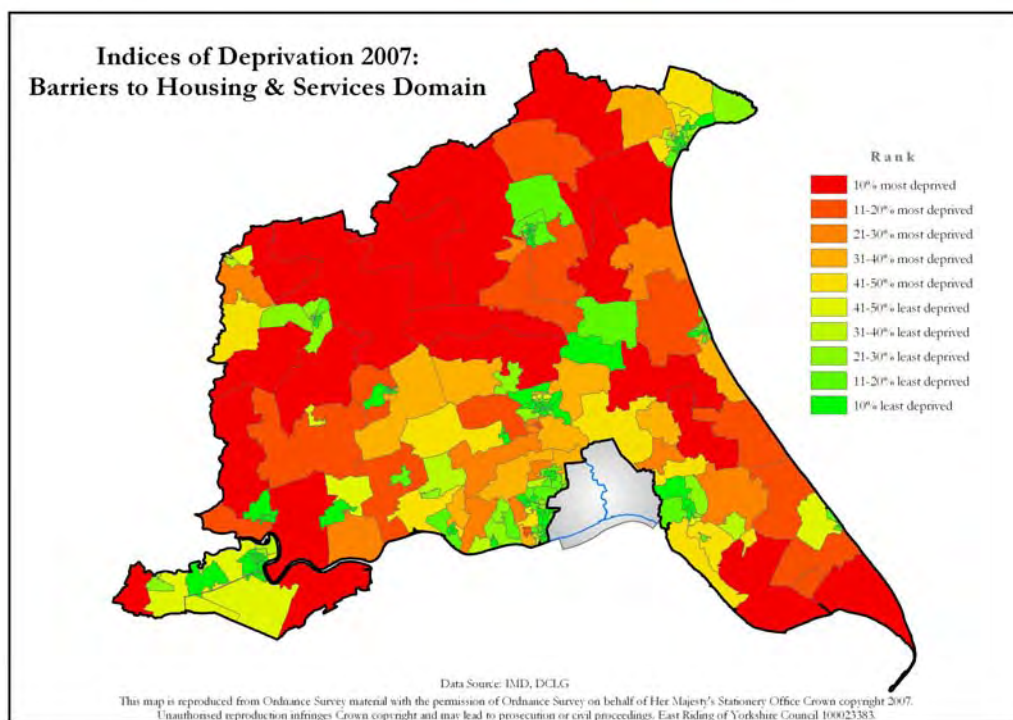 Indices of Deprivation 2007:
Barriers to Housing & Services Domain
Rank
10% most deprived
11-20% most deprived
21-30% most deprived
31-40% most deprived
41-50% most deprived
41-50% least deprived
31-40% least deprived
21-30% least deprived
11-20% least deprived
10% least deprived
Data Source: IMD, DCLG
This map is reproduced from Ordnance Survey material with the permission of Ordnance Survey on behalf of Her Majesty's Stationery Office Crown copyright 2007.
Unauthorised reproduction infringes Crown copyright and may lead to prosecution or civil proceedings. East Riding of Yorkshire Council 100023383.